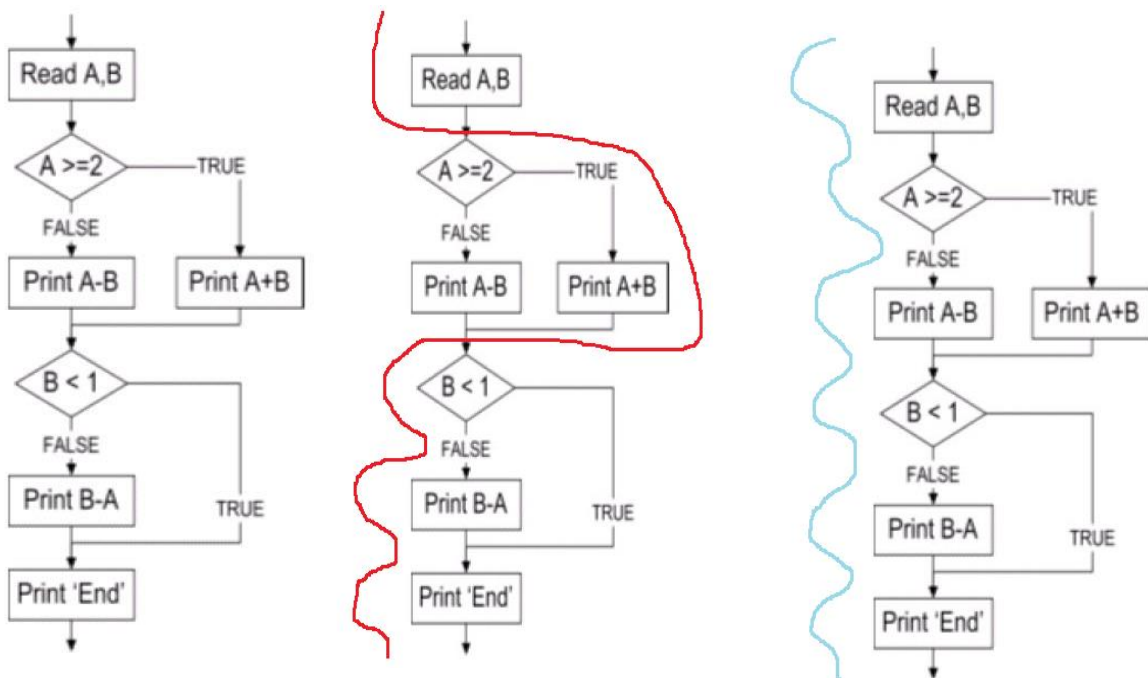 Read A,B
A >=2
TRUE
FALSE
Print A-B
Print A+B
B < 1
FALSE
Print B-A
TRUE
Print ‘End’
Read A,B
A >=2
TRUE
FALSE
Print A-B
Print A+B
B < 1
FALSE
Print B-A
TRUE
Print ‘End’
Read A,B
A >=2
TRUE
FALSE
Print A-B
Print A+B
B < 1
FALSE
Print B-A
TRUE
Print ‘End’